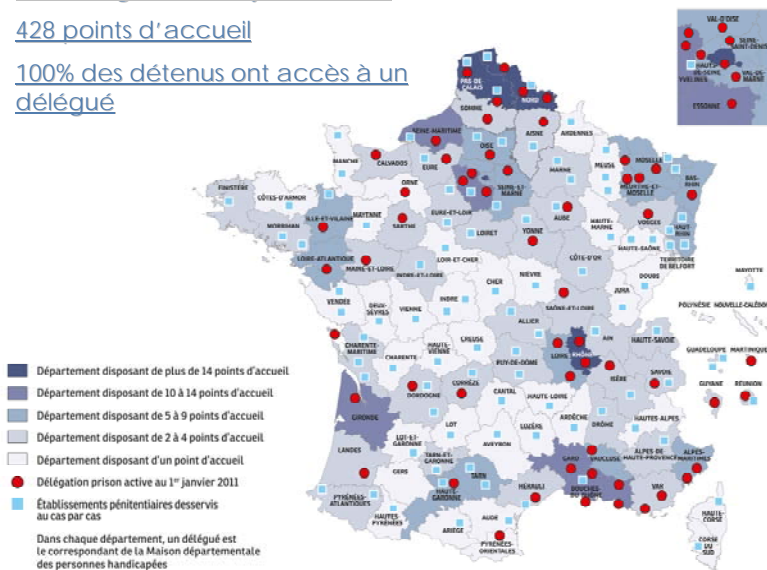 428 points d'accueil
100% des détenus ont accès à un
délégué
VAL-D'OISE
SEINE-
SAINT-DENIS
HAUTS-
DE-SEINE
YVELINES
VAL-DE-
MARNE
ESSONNE
PAS DE
CALAIS
NORD
SOMME
SEINE-MARITIME
AISNE
ARDENNES
OISE
MANCHE
CALVADOS
EURE
MEUSE
MOSELLE
MARNE
BAS-
RHIN
MEURTHE-ET-
MOSELLE
FINISTÈRE
CÔTES-D'ARMOR
ORNE
SEINE-ET-
MARNE
ILLE-ET-VILAINE
MAYENNE
EURE-ET-LOIR
AUBE
HAUTE-
MARNE
VOSGES
HAUT-
RHIN
MORBIHAN
SARTHE
LOIRET
YONNE
HAUTE-SAÔNE
TERRITOIRE
DE BELFORT
LOIRE-ATLANTIQUE
MAINE-ET-LOIRE
LOIR-ET-CHER
INDRE-ET-LOIRE
CÔTE-D'OR
DOUBS
NIÈVRE
CHER
MAYOTTE
VENDÉE
DEUX-
SÈVRES
VIENNE
INDRE
SAÔNE-ET-LOIRE
JURA
POLYNÉSIE
NOUVELLE-CALÉDO
ALLIER
AIN
HAUTE-SAVOIE
CHARENTE-
MARITIME
CHARENTE
HAUTE-
VIENNE
CREUSE
PUY-DE-DÔME
LOIRE
GUADELOUPE
MARTINIQUE
SAVOIE
ISÈRE
GUYANE
REUNION
DORDOGNE
CORRÈZE
CANTAL
HAUTE-LOIRE
GIRONDE
LOT
ARDÈCHE
DRÔME
HAUTES-ALPES
LOZÈRE
LOT-ET-
GARONNE
AVEYRON
LANDES
TARN-ET-
GARONNE
GARD
VAUCLUSE
ALPES-DE-
HAUTE-PROVENCE
ALPES-
MARITIMES
GERS
TARN
HAUTE-
GARONNE
HÉRAULT
BOUCHES-
DU-RHÔNE
VAR
PYRÉNÉES-
ATLANTIQUES
HAUTES-
PYRÉNÉES
AUDE
ARIÈGE
PYRÉNÉES-
ORIENTALES
HAUTE-
CORSE
CORSE
DU
SUD
Département disposant de plus de 14 points d'accueil
Département disposant de 10 à 14 points d'accueil
Département disposant de 5 à 9 points d'accueil
Département disposant de 2 à 4 points d'accueil
Département disposant d'un point d'accueil
Délégation prison active au 1er janvier 2011
Établissements pénitentiaires desservis
au cas par cas
Dans chaque département, un délégué est
le correspondant de la Maison départementale
des personnes handicapées